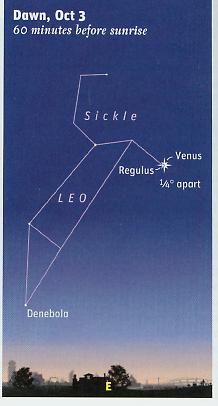 Dawn, Oct 3
60 minutes before sunrise
Sickle
Venus
Regulus
¼° apart
LEO
Denebola
E